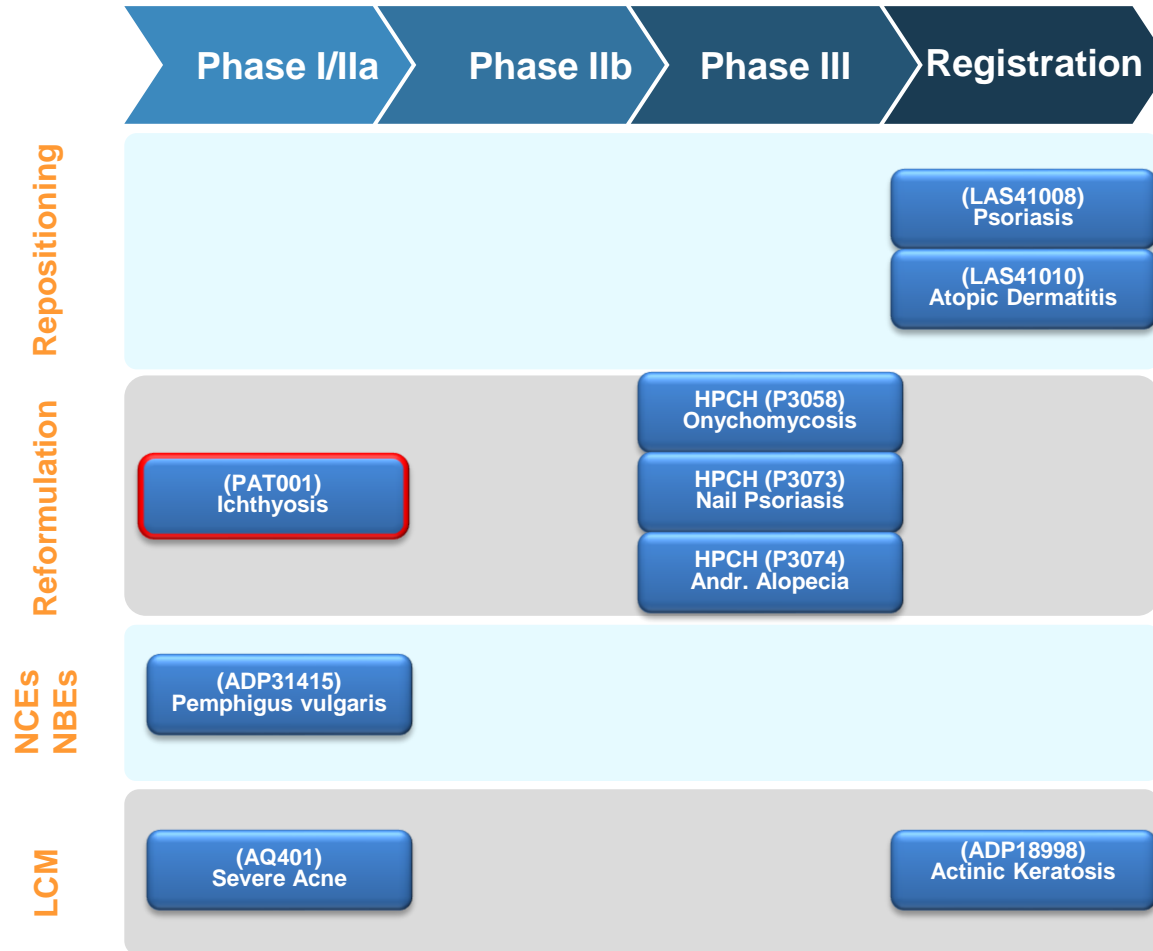 Phase I/IIa
Phase IIb
Phase III
Registration
Repositioning
(LAS41008)
Psoriasis
(LAS41010)
Atopic Dermatitis
Reformulation
(PAT001)
Ichthyosis
HPCH (P3058)
Onychomycosis
HPCH (P3073)
Nail Psoriasis
HPCH (P3074)
Andr. Alopecia
NCEs
NBEs
(ADP31415)
Pemphigus vulgaris
LCM
(AQ401)
Severe Acne
(ADP18998)
Actinic Keratosis